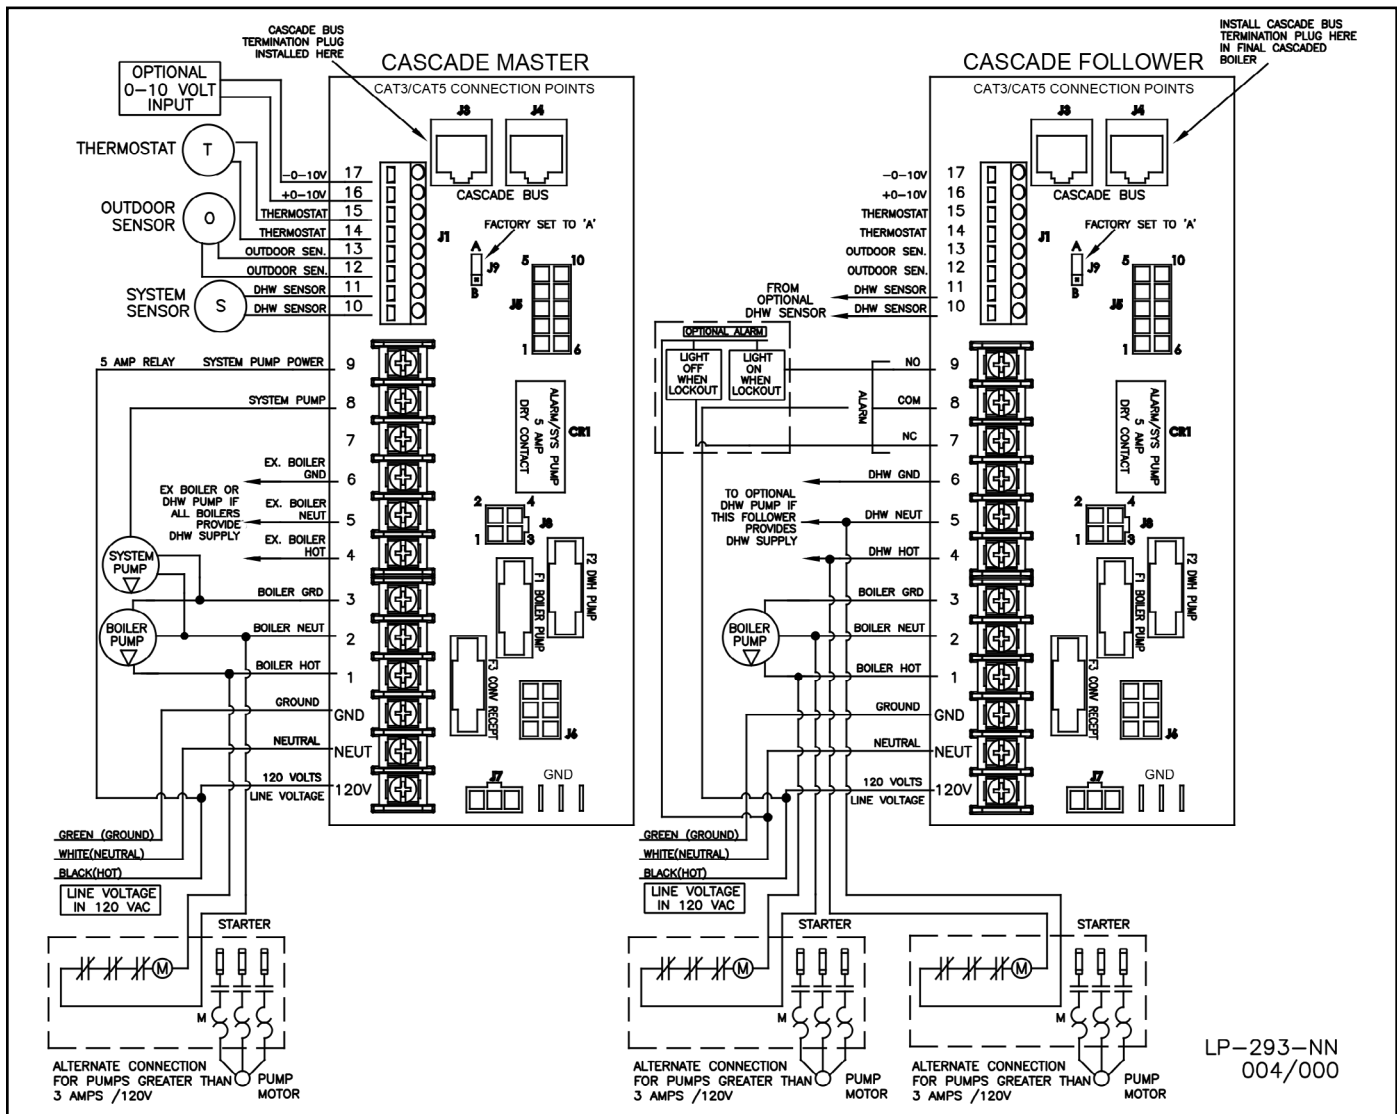 CASCADE BUS
TERMINATION PLUG
INSTALLED HERE
CASCADE MASTER
CAT3/CAT5 CONNECTION POINTS
J3
J4
CASCADE BUS
OPTIONAL
0-10 VOLT
INPUT
THERMOSTAT
T
OUTDOOR
SENSOR
O
SYSTEM
SENSOR
S
-0-10V 17
+0-10V 16
THERMOSTAT 15
THERMOSTAT 14
OUTDOOR SEN. 13
OUTDOOR SEN. 12
DHW SENSOR 11
DHW SENSOR 10
J1
FACTORY SET TO 'A'
A
J9
B
5 10
J5
1 6
5 AMP RELAY SYSTEM PUMP POWER 9
SYSTEM PUMP 8
7
EX. BOILER
GND 6
EX. BOILER
NEUT 5
EX. BOILER
HOT 4
EX BOILER OR
DHW PUMP IF
ALL BOILERS
PROVIDE
DHW SUPPLY
SYSTEM
PUMP
BOILER
PUMP
BOILER GRD 3
BOILER NEUT 2
BOILER HOT 1
GROUND GND
NEUTRAL NEUT
120 VOLTS 120V
LINE VOLTAGE
ALARM/SYS PUMP
5 AMP
DRY CONTACT
CR1
2 4
J8
1 3
F2 DWH PUMP
F1 BOILER PUMP
F3 CONV RECEPT
J6
J7
GND
GREEN (GROUND)
WHITE(NEUTRAL)
BLACK(HOT)
LINE VOLTAGE
IN 120 VAC
STARTER
M
M
ALTERNATE CONNECTION
FOR PUMPS GREATER THAN
3 AMPS /120V
PUMP
MOTOR
INSTALL CASCADE BUS
TERMINATION PLUG HERE
IN FINAL CASCADED
BOILER
CASCADE FOLLOWER
CAT3/CAT5 CONNECTION POINTS
J3
J4
CASCADE BUS
-0-10V 17
+0-10V 16
THERMOSTAT 15
THERMOSTAT 14
OUTDOOR SEN. 13
OUTDOOR SEN. 12
DHW SENSOR 11
DHW SENSOR 10
FROM
OPTIONAL
DHW SENSOR
J1
FACTORY SET TO 'A'
A
J9
B
5 10
J5
1 6
OPTIONAL ALARM
LIGHT
OFF
WHEN
LOCKOUT
LIGHT
ON
WHEN
LOCKOUT
ALARM
NO 9
COM 8
NC 7
DHW GND 6
DHW NEUT 5
DHW HOT 4
TO OPTIONAL
DHW PUMP IF
THIS FOLLOWER
PROVIDES
DHW SUPPLY
BOILER
PUMP
BOILER GRD 3
BOILER NEUT 2
BOILER HOT 1
GROUND GND
NEUTRAL NEUT
120 VOLTS 120V
LINE VOLTAGE
ALARM/SYS PUMP
5 AMP
DRY CONTACT
CR1
2 4
J8
1 3
F2 DWH PUMP
F1 BOILER PUMP
F3 CONV RECEPT
J6
J7
GND
GREEN (GROUND)
WHITE(NEUTRAL)
BLACK(HOT)
LINE VOLTAGE
IN 120 VAC
STARTER
M
M
ALTERNATE CONNECTION
FOR PUMPS GREATER THAN
3 AMPS /120V
PUMP
MOTOR
STARTER
M
M
ALTERNATE CONNECTION
FOR PUMPS GREATER THAN
3 AMPS /120V
PUMP
MOTOR
LP-293-NN
004/000